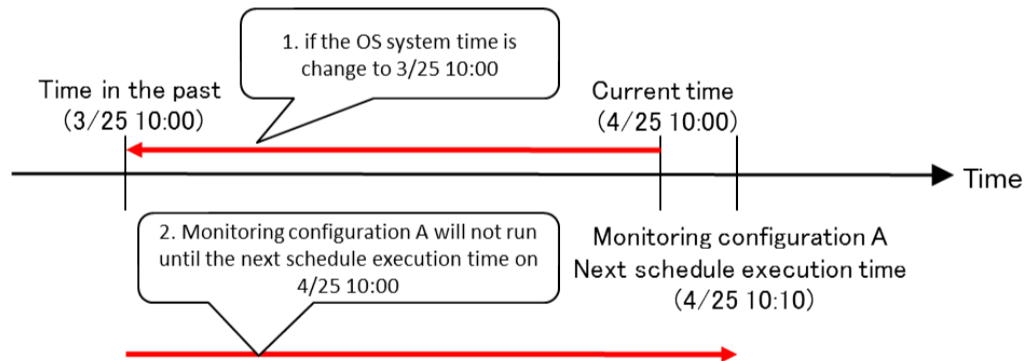 1. if the OS system time is
change to 3/25 10:00
Time in the past
(3/25 10:00)
Current time
(4/25 10:00)
Time
2. Monitoring configuration A will not run
until the next schedule execution time on
4/25 10:00
Monitoring configuration A
Next schedule execution time
(4/25 10:10)